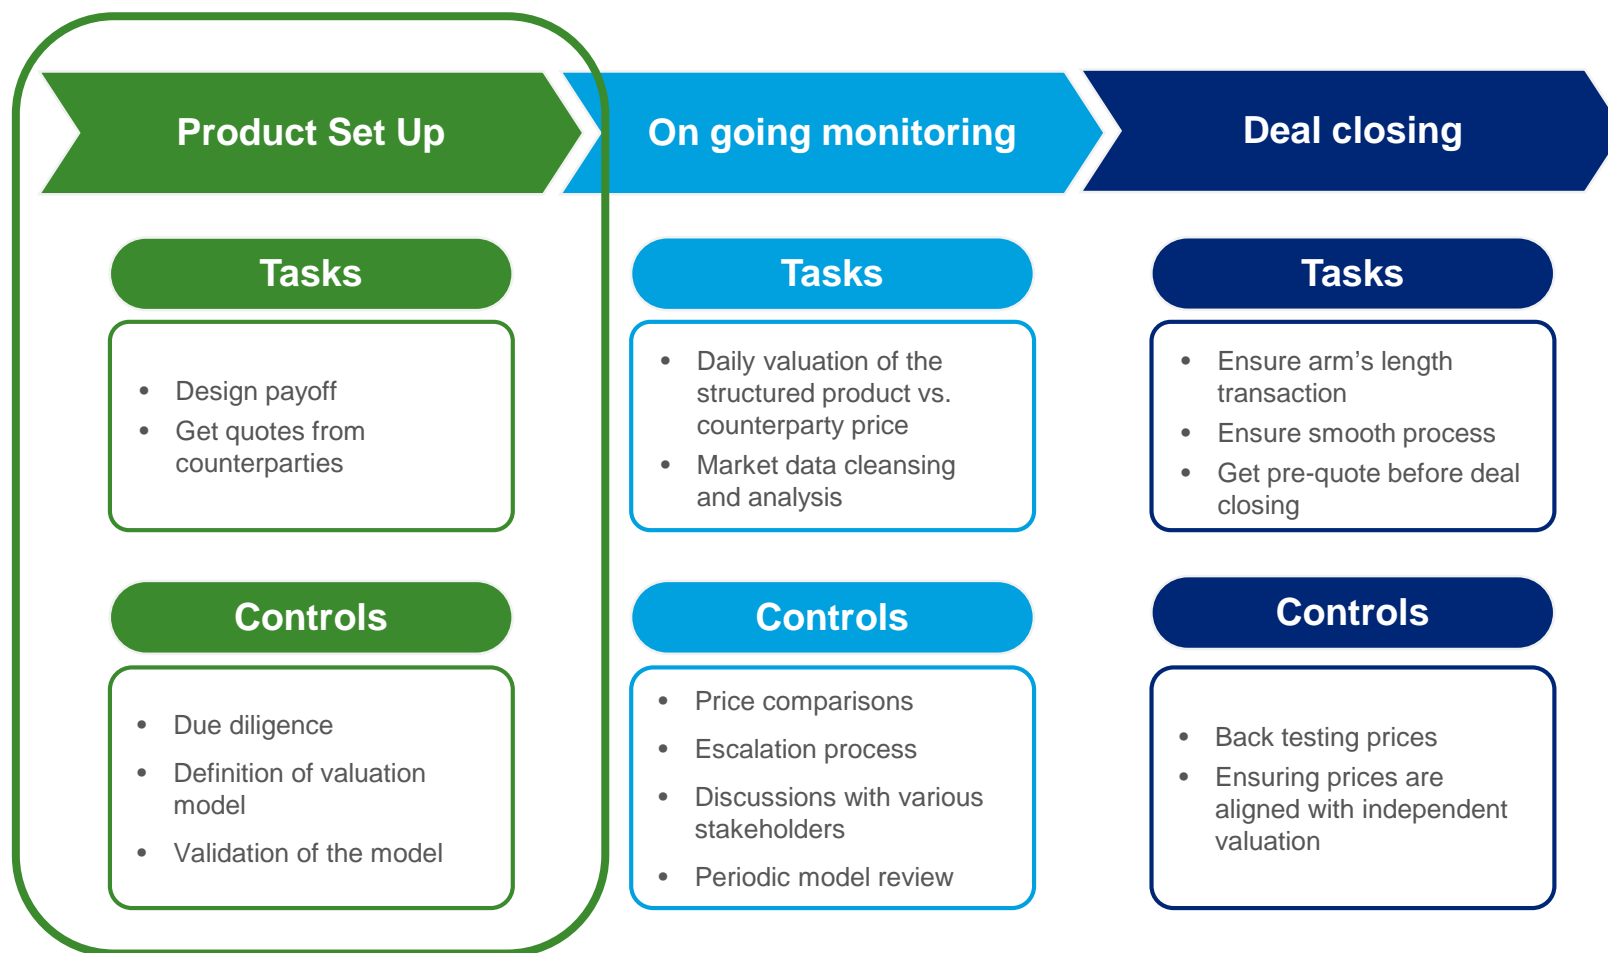 Product Set Up
On going monitoring
Deal closing
Tasks
• Design payoff
• Get quotes from
counterparties
Tasks
• Daily valuation of the
structured product vs.
counterparty price
• Market data cleansing
and analysis
Tasks
• Ensure arm’s length
transaction
• Ensure smooth process
• Get pre-quote before deal
closing
Controls
• Due diligence
• Definition of valuation
model
• Validation of the model
Controls
• Price comparisons
• Escalation process
• Discussions with various
stakeholders
• Periodic model review
Controls
• Back testing prices
• Ensuring prices are
aligned with independent
valuation